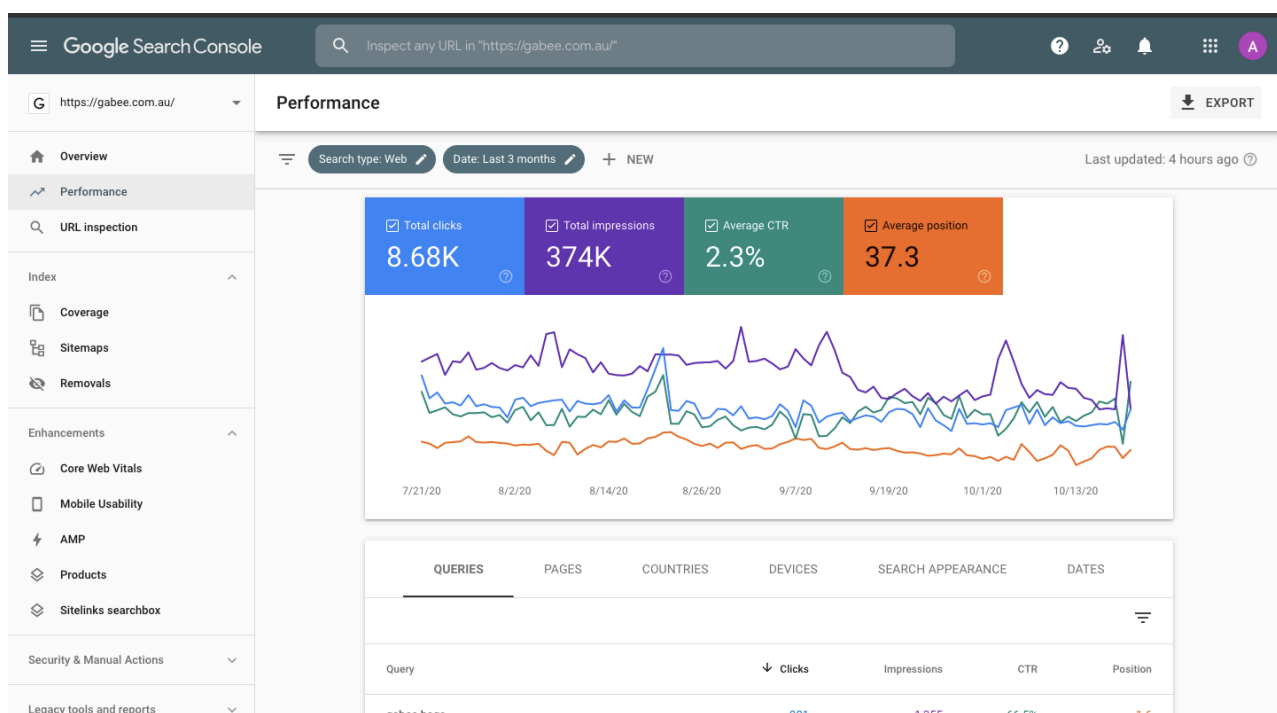 Google Search Console
Inspect any URL in "https://gabee.com.au/"
A
G https://gabee.com.au/
Performance
EXPORT
Overview
Performance
URL inspection
Index
Coverage
Sitemaps
Removals
Enhancements
Core Web Vitals
Mobile Usability
AMP
Products
Sitelinks searchbox
Security & Manual Actions
Legacy tools and reports
Search type: Web
Date: Last 3 months
+ NEW
Last updated: 4 hours ago
Total clicks
8.68K
Total impressions
374K
Average CTR
2.3%
Average position
37.3
7/21/20 8/2/20 8/14/20 8/26/20 9/7/20 9/19/20 10/1/20 10/13/20
QUERIES PAGES COUNTRIES DEVICES SEARCH APPEARANCE DATES
Query Clicks Impressions CTR Position